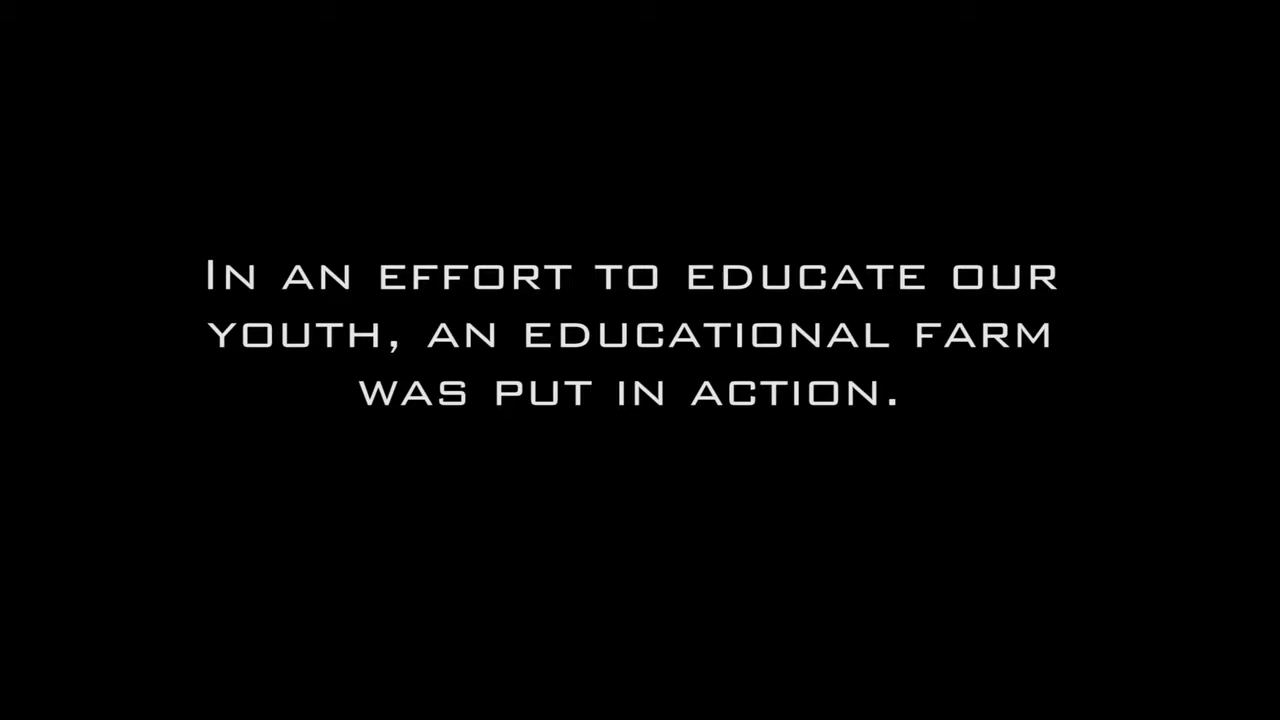 In an effort to educate our
youth, an educational farm
was put in action.